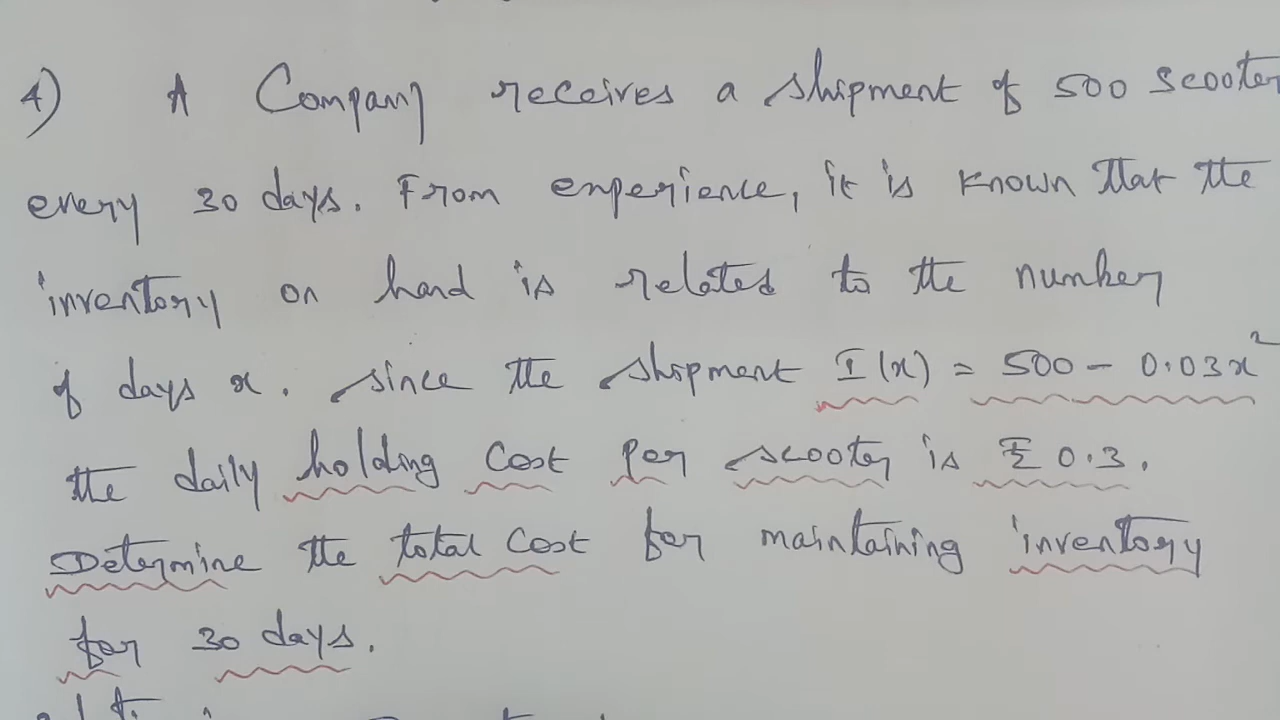 4) A Company receives a shipment of 500 scooter
every 30 days. From experience, it is known that the
inventory on hand is related to the number
of days x. since the shipment I(x) = 500 - 0.03x²
the daily holding cost per scooter is ₹ 0.3.
Determine the total cost for maintaining inventory
for 30 days.